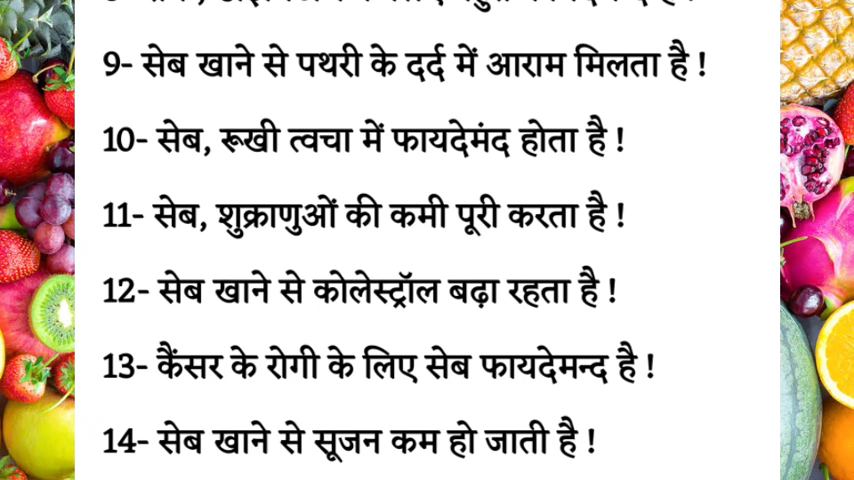 9- सेब खाने से पथरी के दर्द में आराम मिलता है !
10- सेब, रूखी त्वचा में फायदेमंद होता है !
11- सेब, शुक्राणुओं की कमी पूरी करता है !
12- सेब खाने से कोलेस्ट्रॉल बढ़ा रहता है !
13- कैंसर के रोगी के लिए सेब फायदेमन्द है !
14- सेब खाने से सूजन कम हो जाती है !